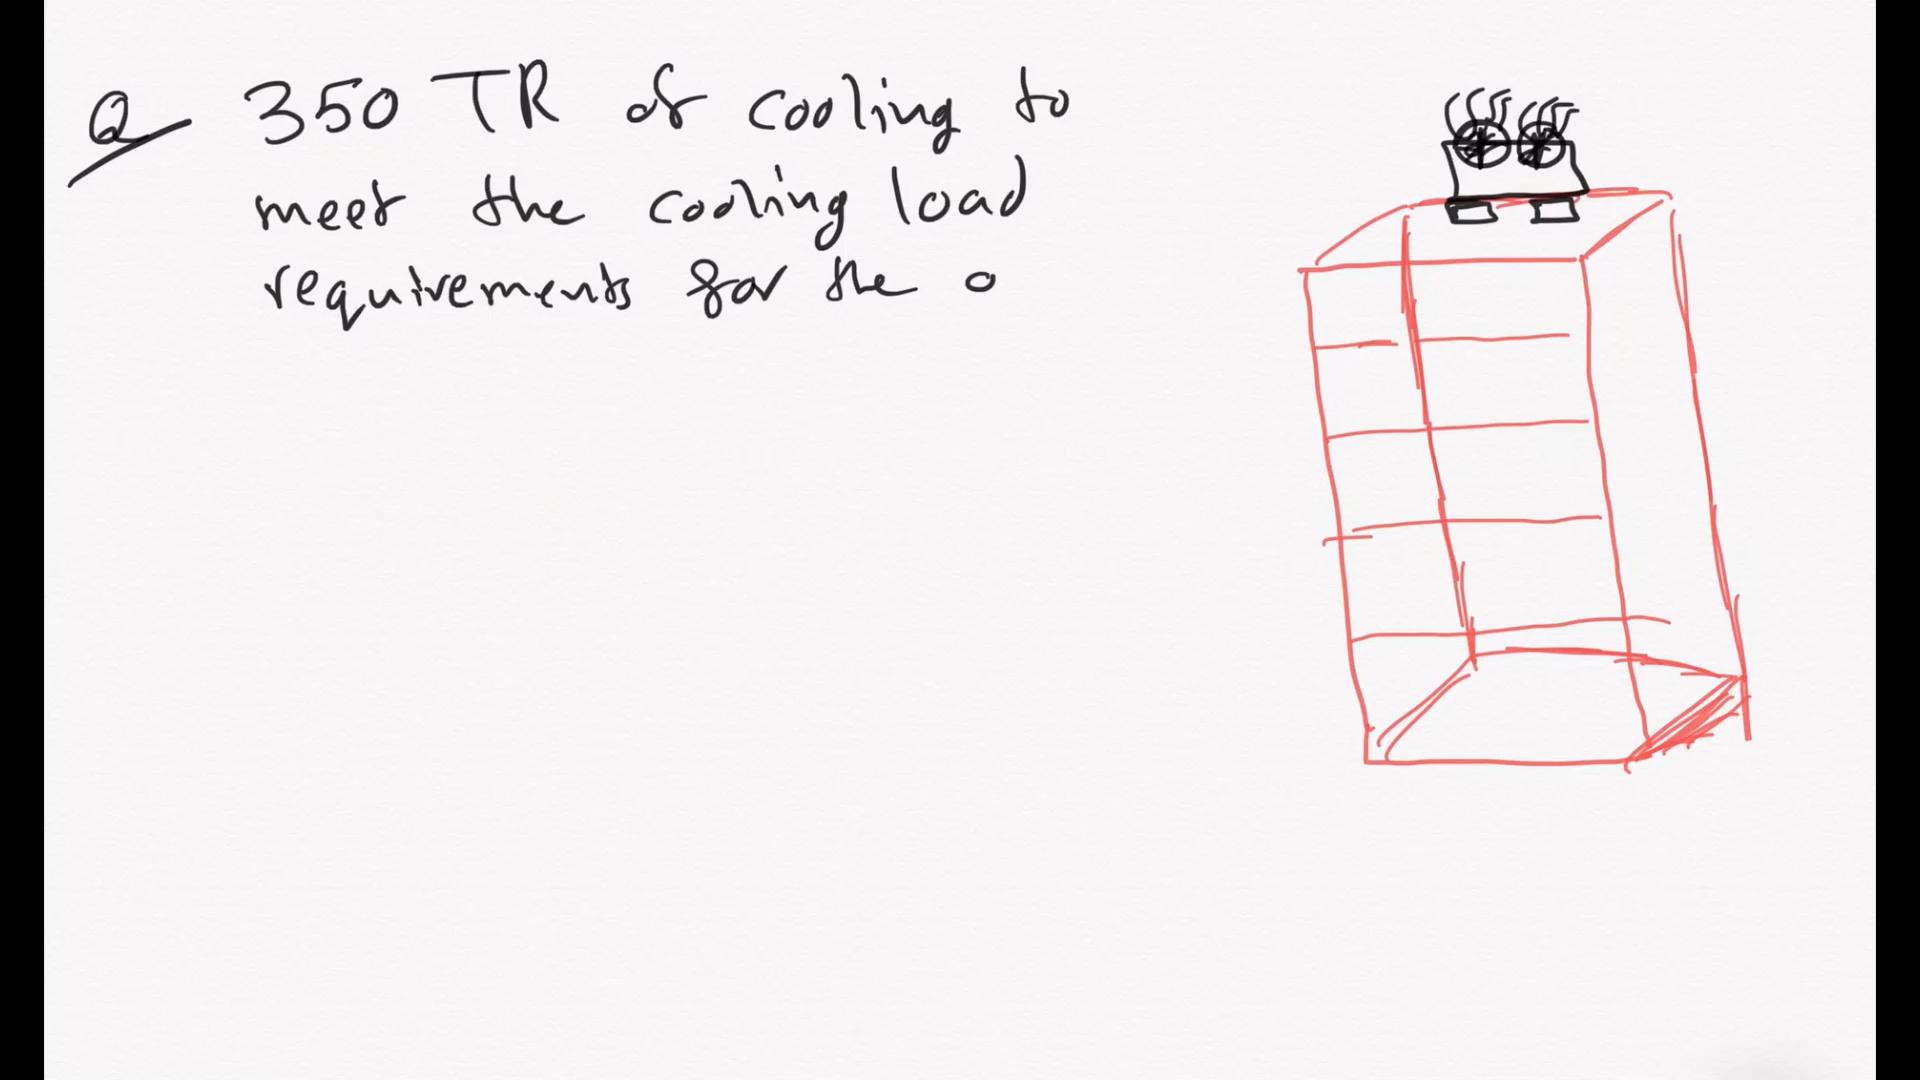 Q 350 TR of cooling to
meet the cooling load
requirements for the o